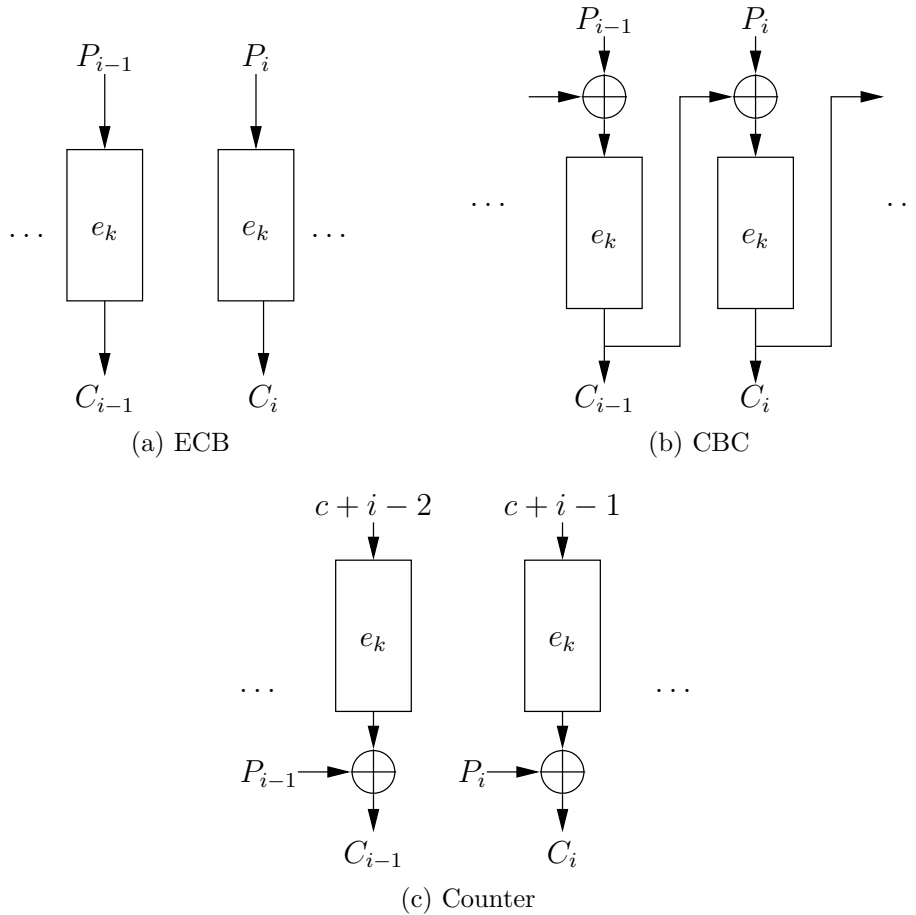 P_{i-1} P_i
P_{i-1} P_i
... e_k e_k ...
... e_k e_k ..
C_{i-1} C_i
C_{i-1} C_i
(a) ECB
(b) CBC
c + i − 2 c + i − 1
e_k e_k
... ...
P_{i-1} P_i
C_{i-1} C_i
(c) Counter